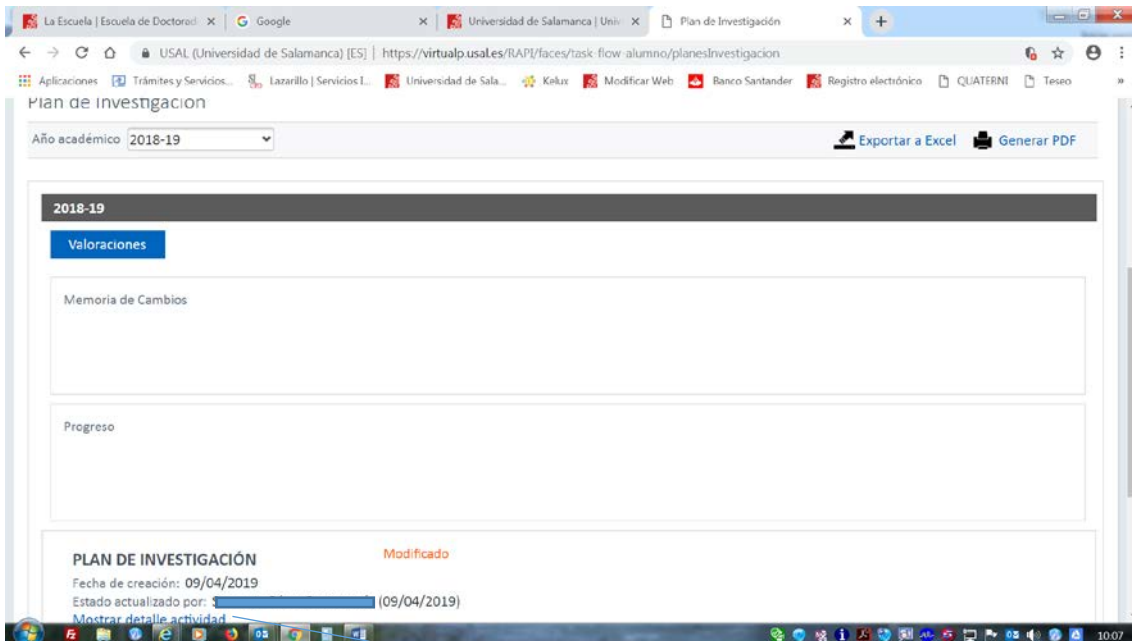 La Escuela | Escuela de Doctorad
Google
Universidad de Salamanca | Univ
Plan de Investigación
USAL (Universidad de Salamanca) [ES] | https://virtualp.usal.es/RAPI/faces/task-flow-alumno/planesInvestigacion
Aplicaciones Trámites y Servicios... Lazarillo | Servicios I... Universidad de Sala... Kelux Modificar Web Banco Santander Registro electrónico QUATERNI Teseo »
Plan de Investigación
Año académico 2018-19 Exportar a Excel Generar PDF
2018-19
Valoraciones
Memoria de Cambios
Progreso
PLAN DE INVESTIGACIÓN Modificado
Fecha de creación: 09/04/2019
Estado actualizado por: (09/04/2019)
Mostrar detalle actividad
10:07